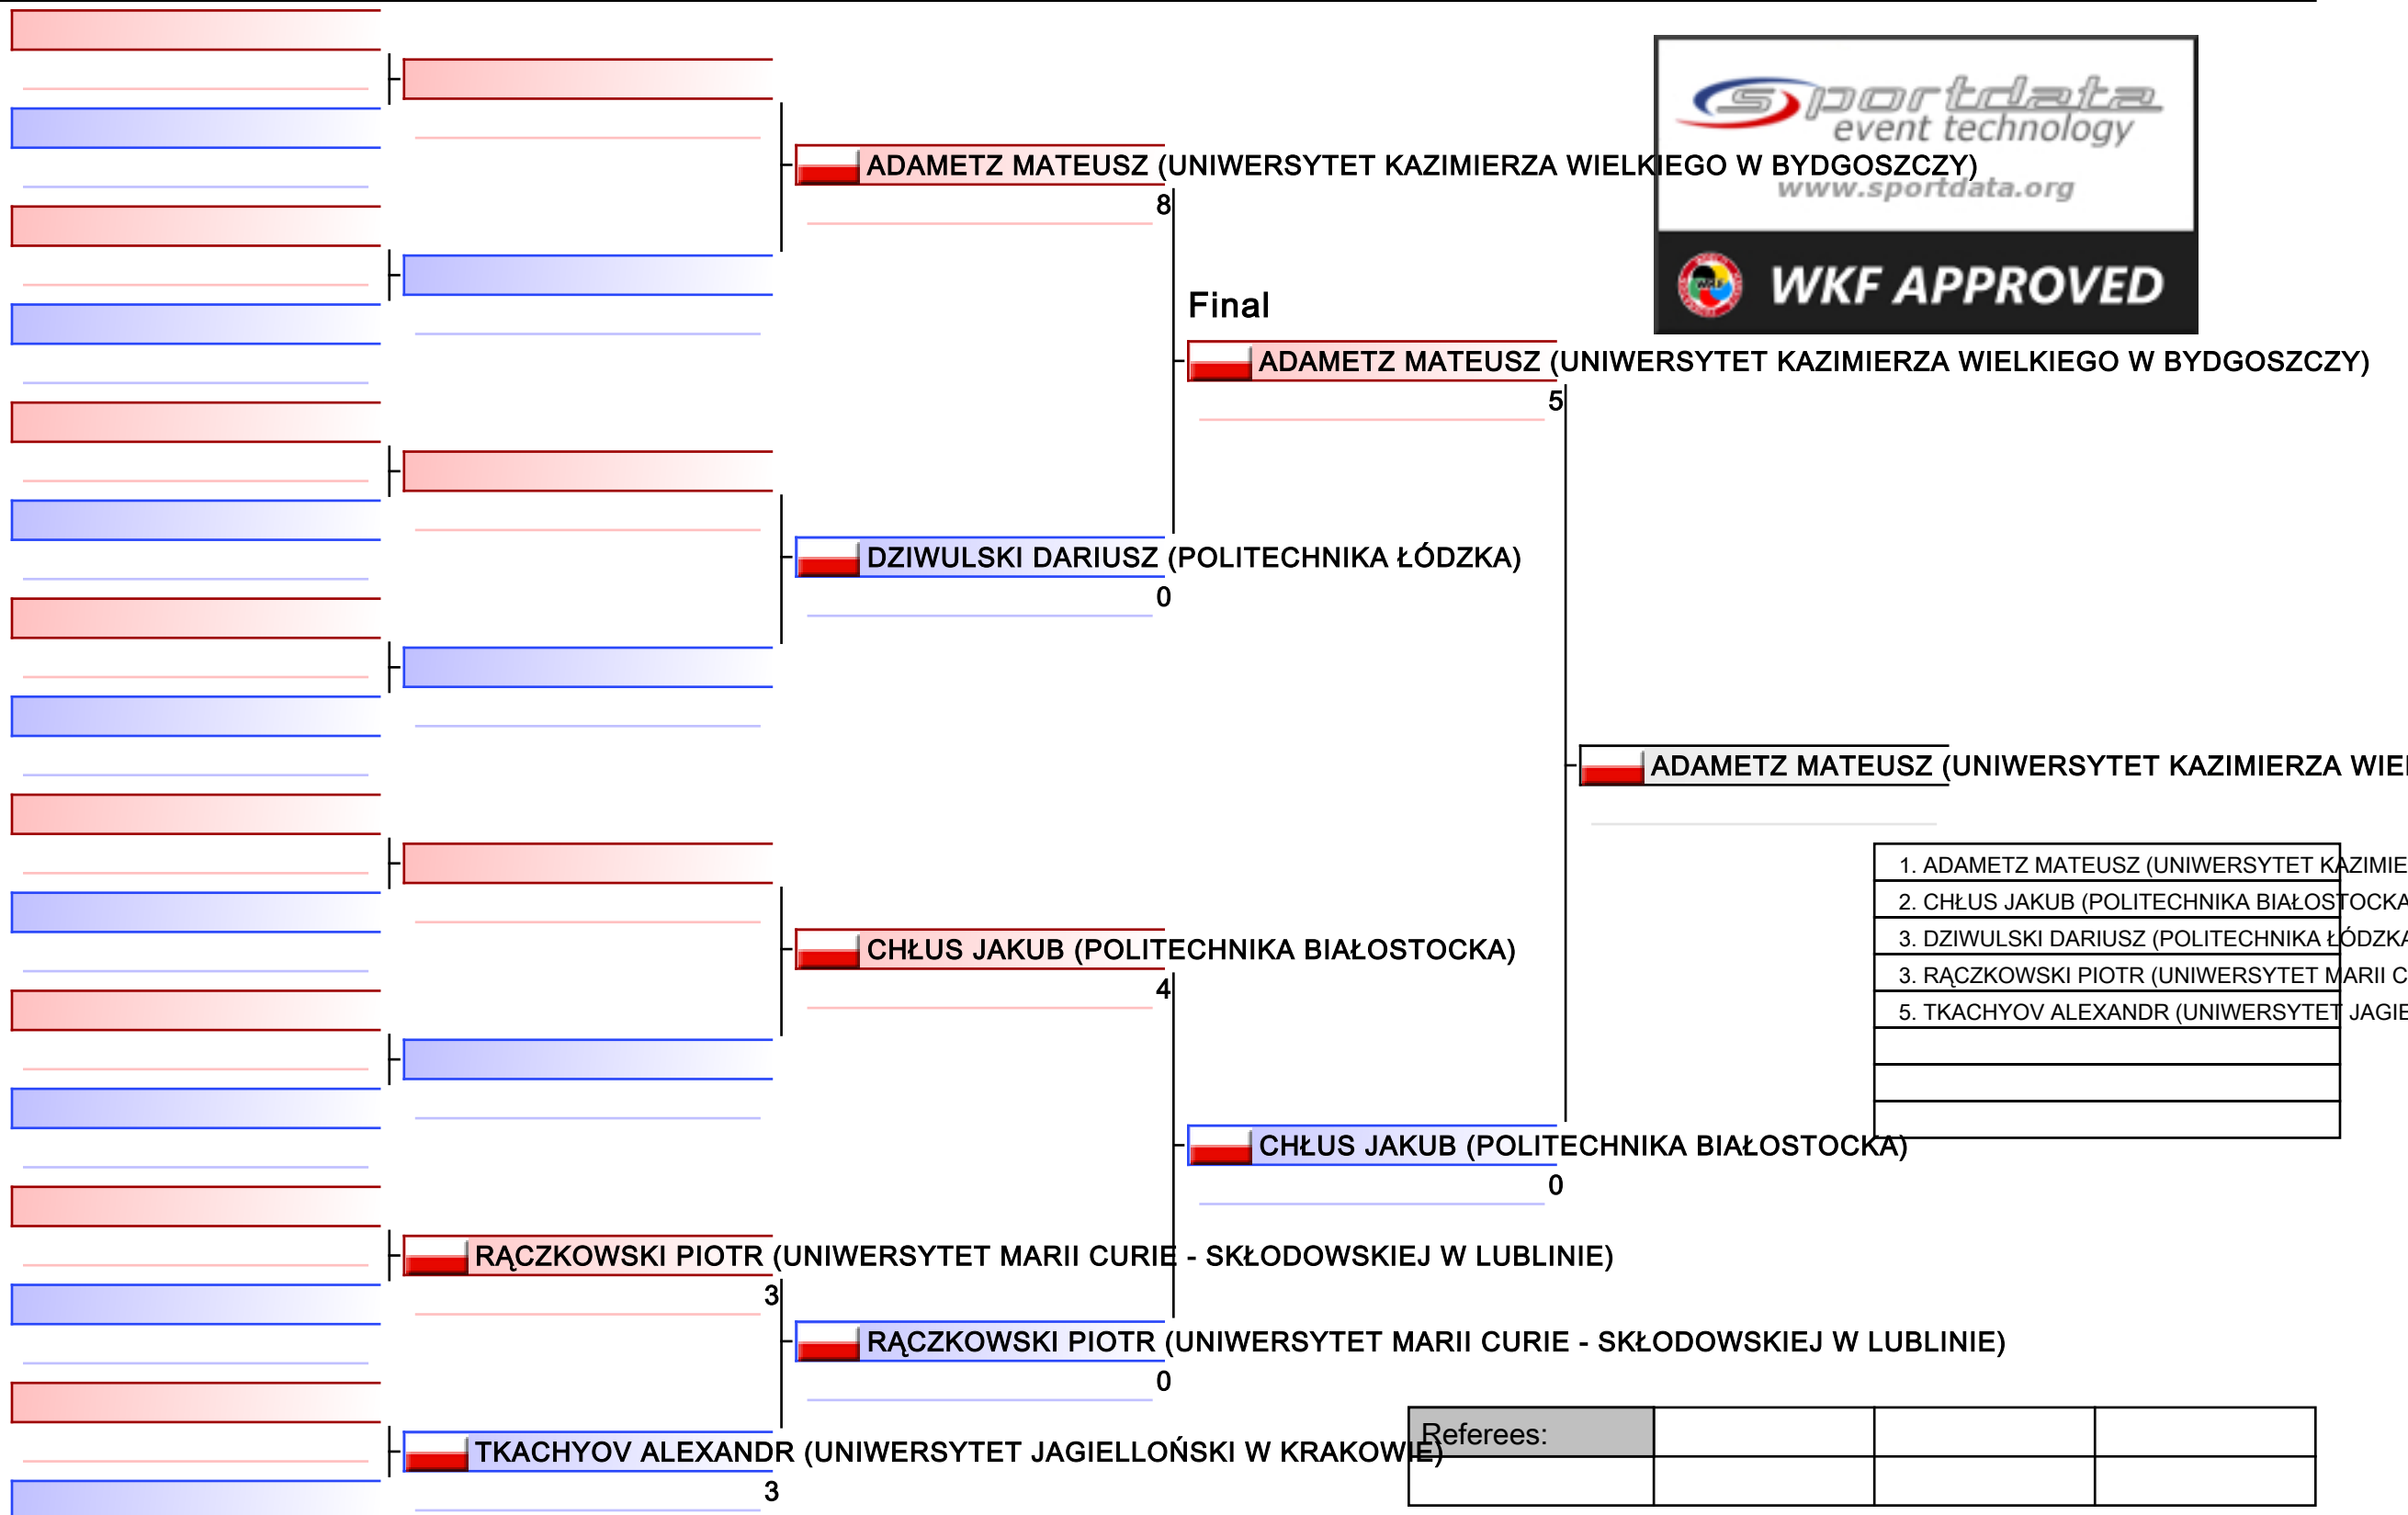 sportdata
event technology
ADAMETZ MATEUSZ (UNIWERSYTET KAZIMIERZA WIELKIEGO W BYDGOSZCZY)
www.sportdata.org
8
WKF APPROVED
Final
ADAMETZ MATEUSZ (UNIWERSYTET KAZIMIERZA WIELKIEGO W BYDGOSZCZY)
5
DZIWULSKI DARIUSZ (POLITECHNIKA ŁÓDZKA)
0
ADAMETZ MATEUSZ (UNIWERSYTET KAZIMIERZA
1. ADAMETZ MATEUSZ (UNIWERSYTET
2. CHŁUS JAKUB (POLITECHNIKA BIAŁOSTOCKA
3. DZIWULSKI DARIUSZ (POLITECHNIKA ŁÓDZKA
3. RĄCZKOWSKI PIOTR (UNIWERSYTET MARII
5. TKACHYOV ALEXANDR (UNIWERSYTET
CHŁUS JAKUB (POLITECHNIKA BIAŁOSTOCKA)
4
CHŁUS JAKUB (POLITECHNIKA BIAŁOSTOCKA)
0
RĄCZKOWSKI PIOTR (UNIWERSYTET MARII CURIE - SKŁODOWSKIEJ W LUBLINIE)
3
RĄCZKOWSKI PIOTR (UNIWERSYTET MARII CURIE - SKŁODOWSKIEJ W LUBLINIE)
0
Referees:
TKACHYOV ALEXANDR (UNIWERSYTET JAGIELLOŃSKI W KRAKOWIE)
3